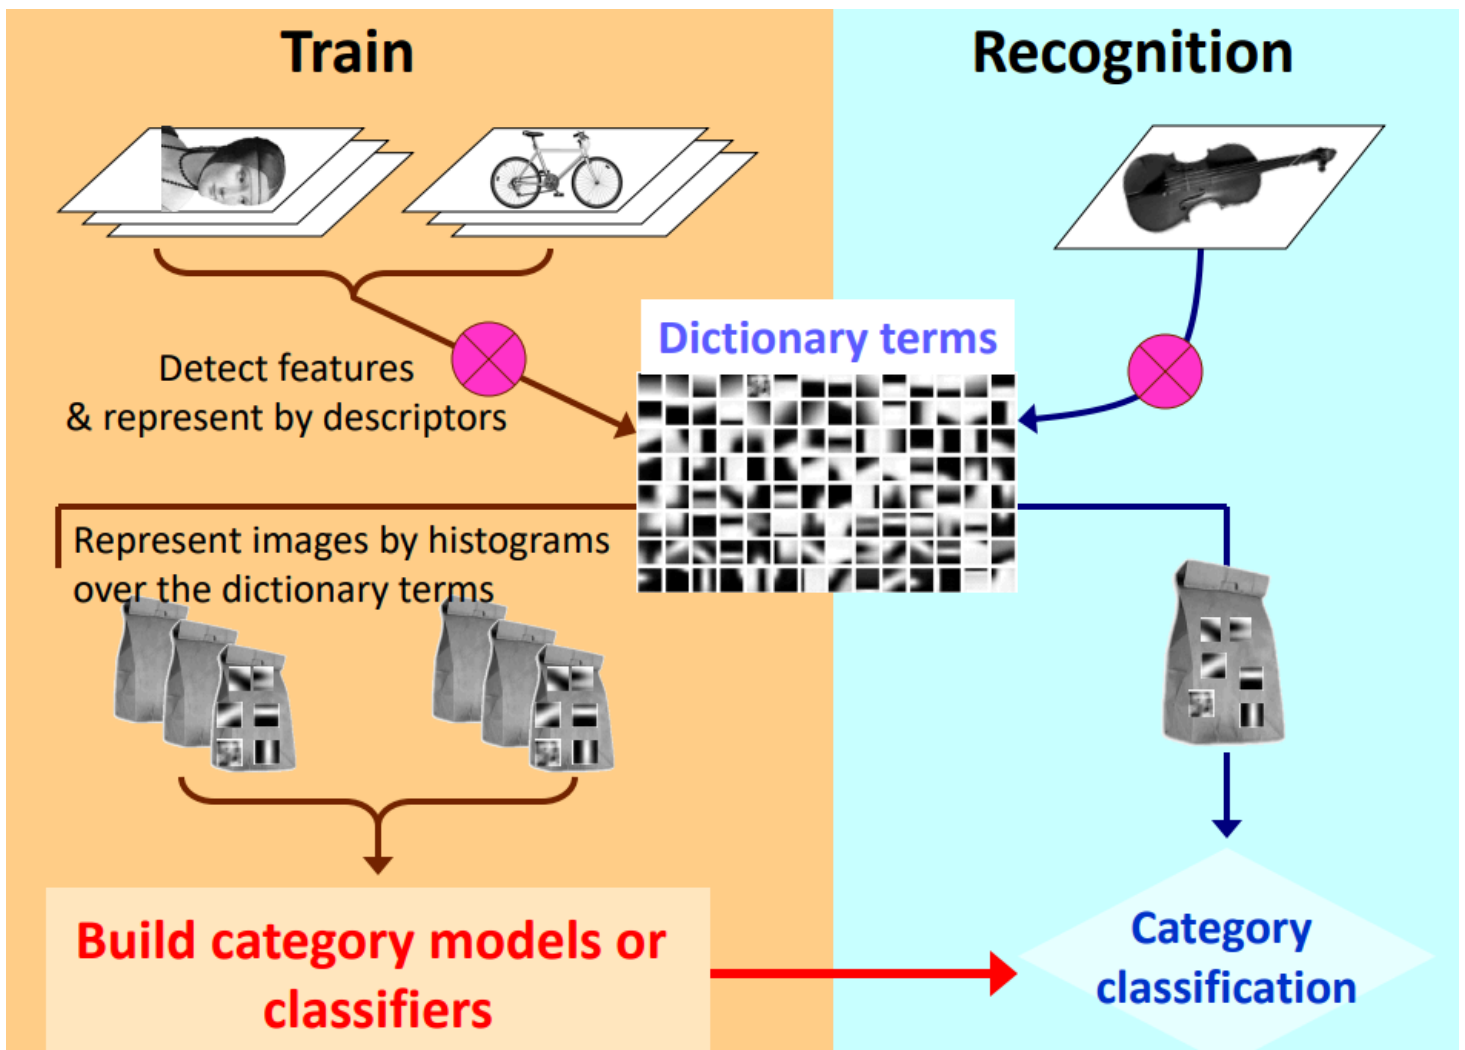 Train
Recognition
Dictionary terms
Detect features
& represent by descriptors
Represent images by histograms
over the dictionary terms
Build category models or
classifiers
Category
classification